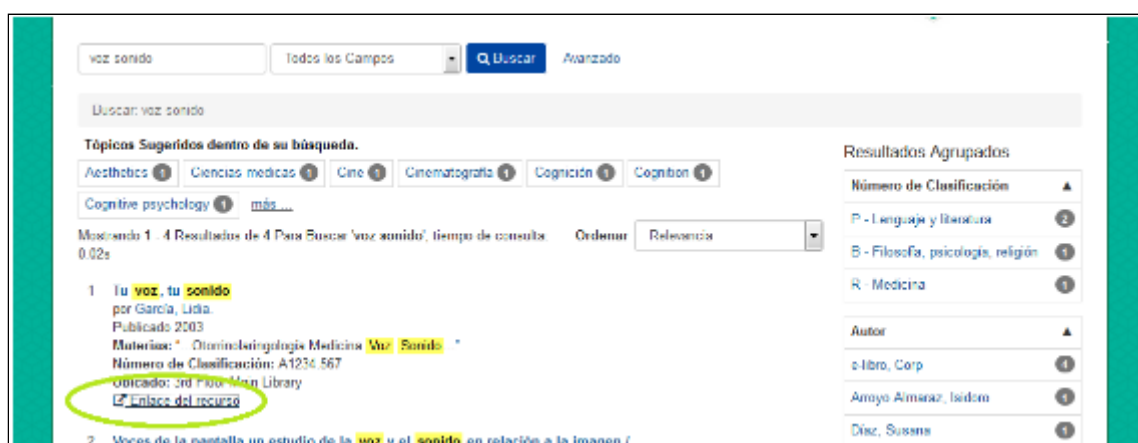 voz sonido
Todos los Campos
Buscar
Avanzado
Buscar: voz sonido
Tópicos Sugeridos dentro de su búsqueda.
Aesthetics 1 Ciencias medicas 1 Cine 1 Cinematografía 1 Cognición 1 Cognition 1
Cognitive psychology 1 más ...
Mostrando 1 - 4 Resultados de 4 Para Buscar 'voz sonido', tiempo de consulta:
0.02s
Ordenar Relevancia
1 Tu voz, tu sonido
por García, Lidia.
Publicado 2003
Materias: " Otorrinolaringología Medicina Voz Sonido "
Número de Clasificación: A1234.567
Ubicado: 3rd Floor Main Library
Enlace del recurso
2 Voces de la pantalla un estudio de la voz y el sonido en relación a la imagen /
Resultados Agrupados
Número de Clasificación
P - Lenguaje y literatura 2
B - Filosofía, psicología, religión 1
R - Medicina 1
Autor
e-libro, Corp 4
Arroyo Almaraz, Isidoro 1
Díaz, Susana 1